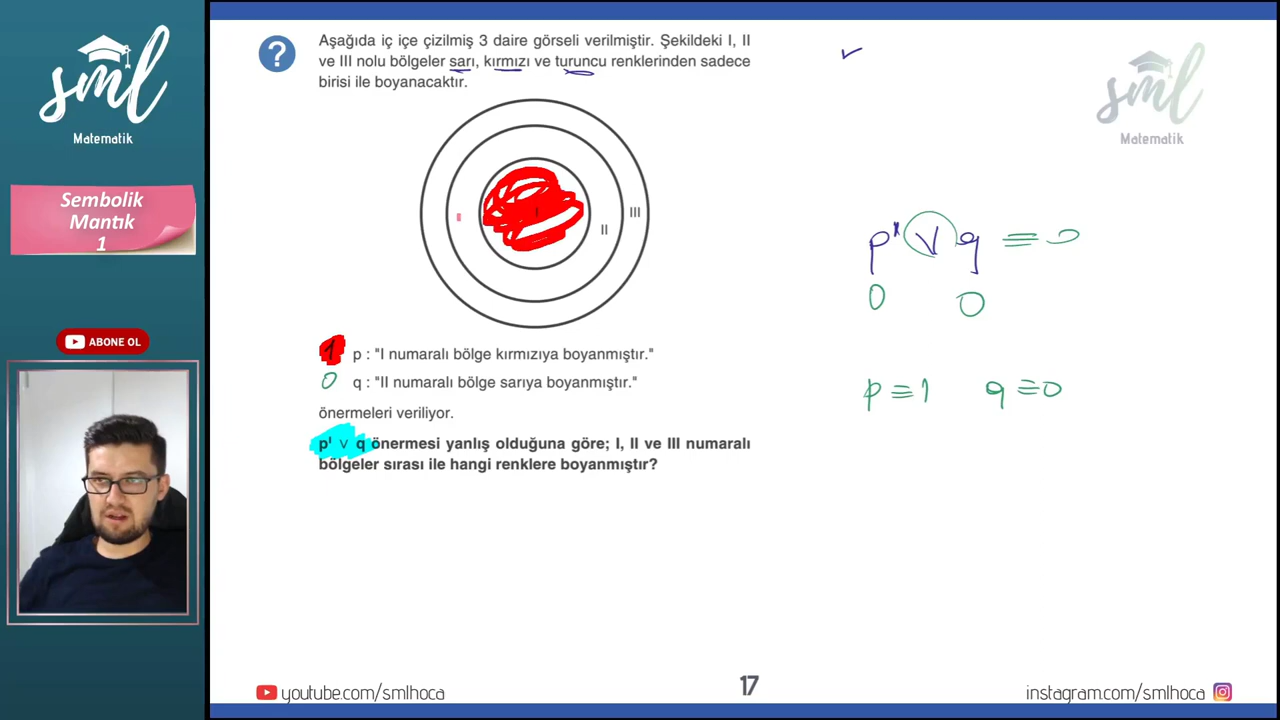 sml
Matematik
Sembolik
Mantık
1
ABONE OL
?
Aşağıda iç içe çizilmiş 3 daire görseli verilmiştir. Şekildeki I, II
ve III nolu bölgeler sarı, kırmızı ve turuncu renklerinden sadece
birisi ile boyanacaktır.
I
II
III
1 p : "I numaralı bölge kırmızıya boyanmıştır."
0 q : "II numaralı bölge sarıya boyanmıştır."
önermeleri veriliyor.
p' ∨ q önermesi yanlış olduğuna göre; I, II ve III numaralı
bölgeler sırası ile hangi renklere boyanmıştır?
sml
Matematik
p' ∨ q ≡ 0
0 0
p ≡ 1 q ≡ 0
youtube.com/smlhoca
17
instagram.com/smlhoca